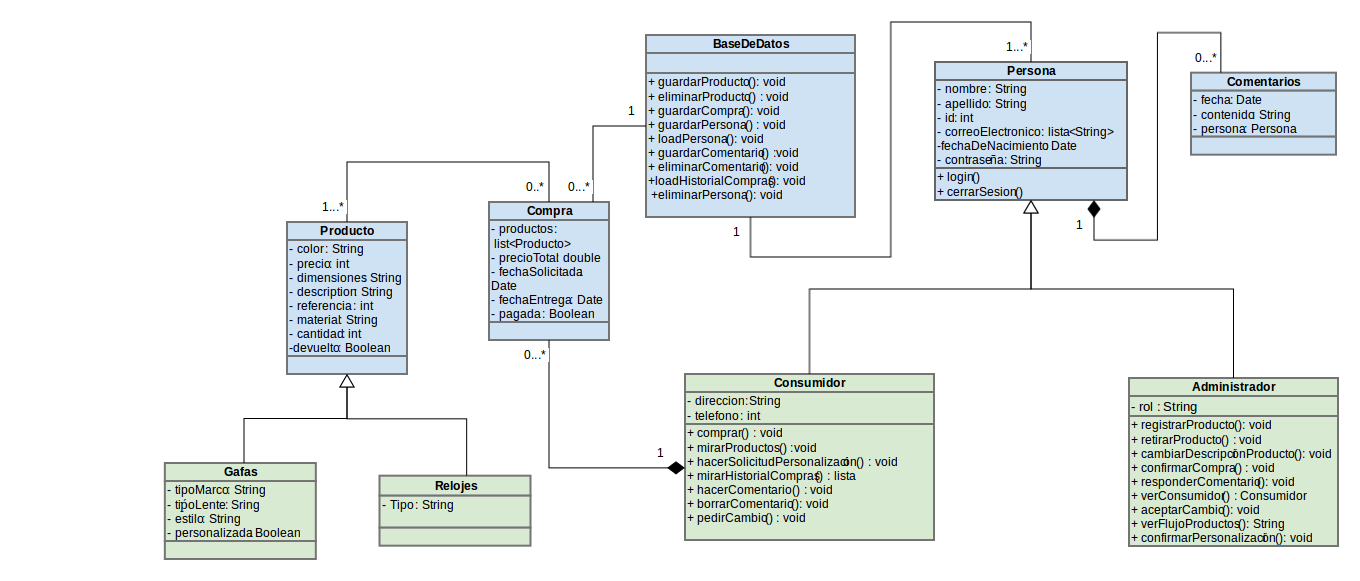 BaseDeDatos
+ guardarProducto(): void
+ eliminarProducto() : void
+ guardarCompra(): void
+ guardarPersona() : void
+ loadPersona(): void
+ guardarComentario() :void
+ eliminarComentario(): void
+loadHistorialCompras(): void
+eliminarPersona(): void
1
1
1...*
Persona
- nombre: String
- apellido: String
- id: int
- correoElectronico: lista<String>
-fechaDeNacimiento: Date
- contraseña: String
+ login()
+ cerrarSesion()
1
0...*
Comentarios
- fecha: Date
- contenido: String
- persona: Persona
1...*
0..*
0...*
Producto
- color: String
- precio: int
- dimensiones: String
- description: String
- referencia: int
- material: String
- cantidad: int
-devuelto: Boolean
Compra
- productos:
list<Producto>
- precioTotal: double
- fechaSolicitada:
Date
- fechaEntrega: Date
- pagada: Boolean
0...*
1
Consumidor
- direccion:String
- telefono: int
+ comprar() : void
+ mirarProductos() :void
+ hacerSolicitudPersonalización() : void
+ mirarHistorialCompras() : lista
+ hacerComentario() : void
+ borrarComentario(): void
+ pedirCambio() : void
Administrador
- rol : String
+ registrarProducto(): void
+ retirarProducto() : void
+ cambiarDescripciónProducto(): void
+ confirmarCompra() : void
+ responderComentario(): void
+ verConsumidor() : Consumidor
+ aceptarCambio(): void
+ verFlujoProductos(): String
+ confirmarPersonalización(): void
Gafas
- tipoMarco: String
- tipoLente: Sring
- estilo: String
- personalizada: Boolean
Relojes
- Tipo: String